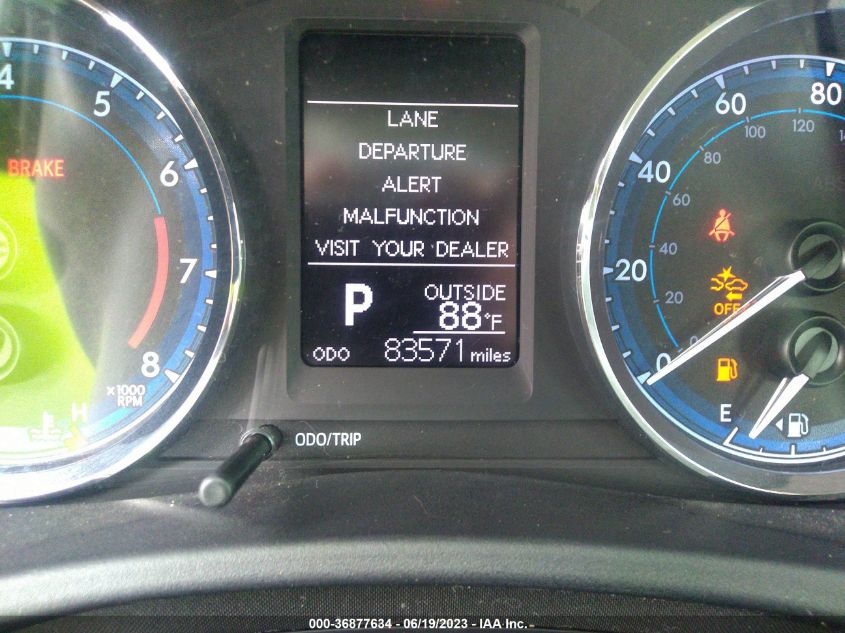 4
5
6
7
8
BRAKE
×1000
RPM
H
LANE
DEPARTURE
ALERT
MALFUNCTION
VISIT YOUR DEALER
P
OUTSIDE
88°F
ODO 83571 miles
ODO/TRIP
0
20
40
60
80
0
20
40
60
80
100
120
OFF
E
000-36877634 - 06/19/2023 - IAA Inc.